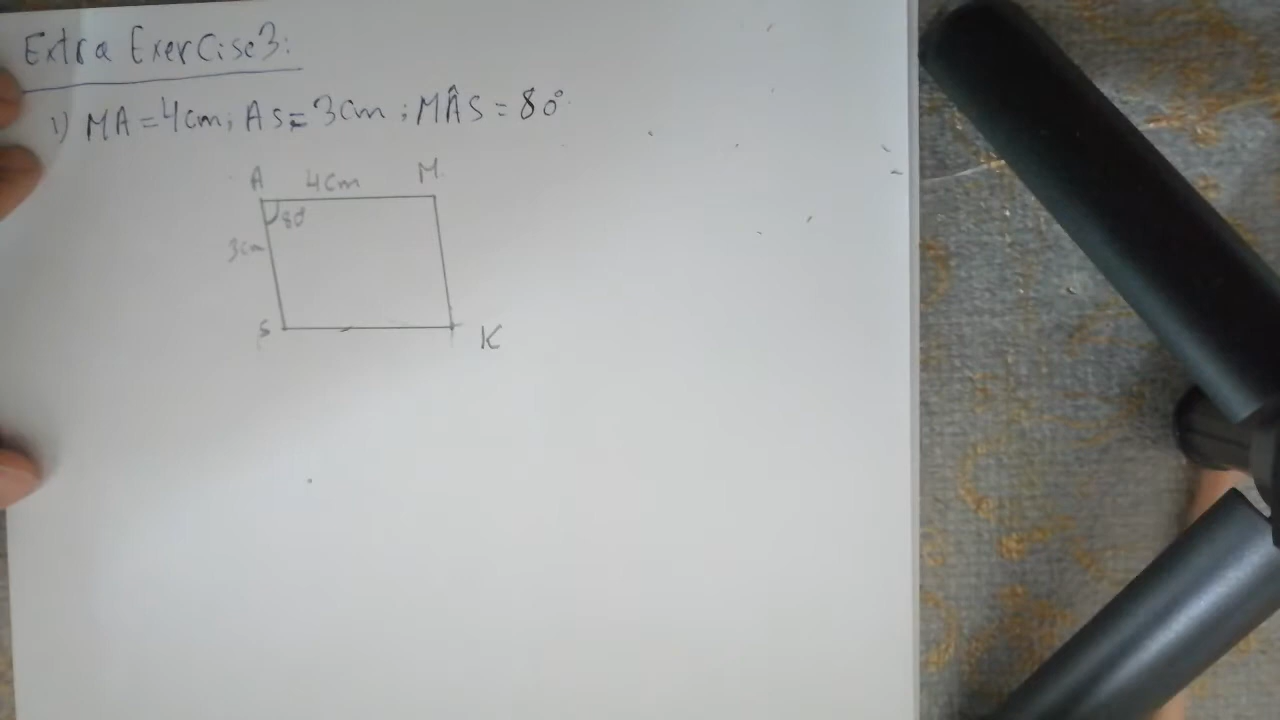 Extra Exercise3:
1) MA=4cm; AS=3cm; MÂS=80°
A 4cm M
80°
3cm
S K